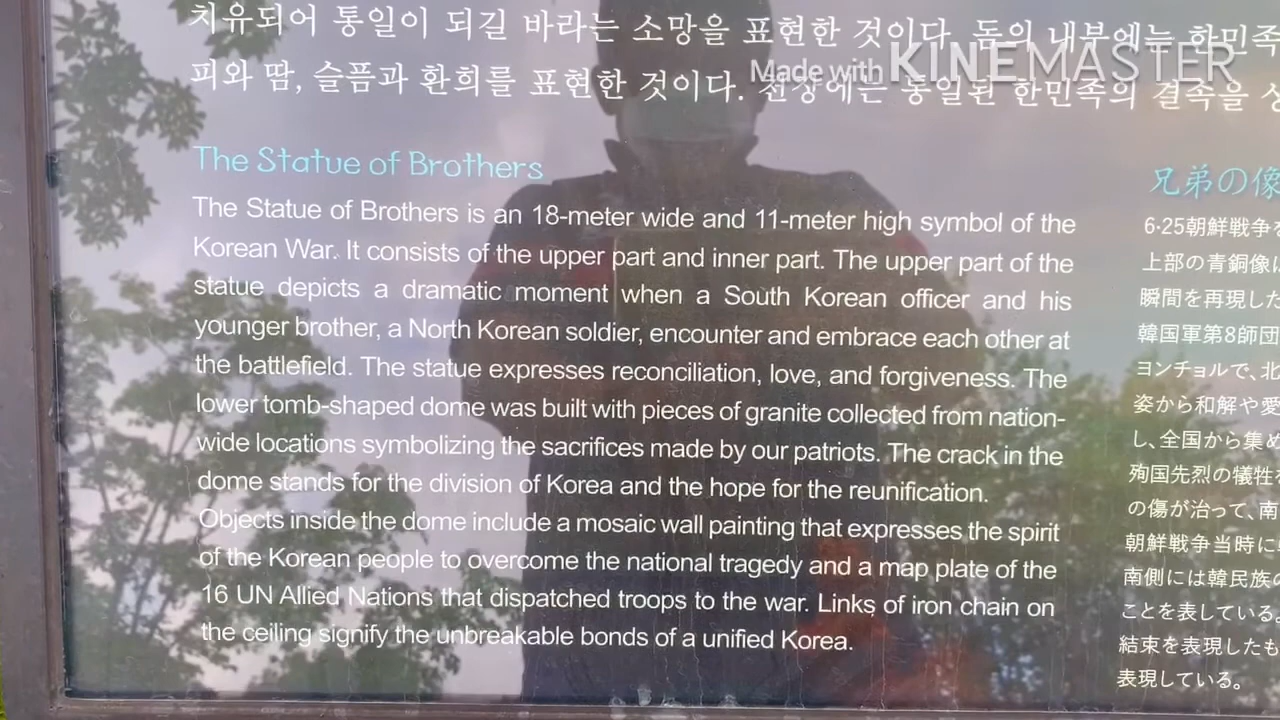 치유되어 통일이 되길 바라는 소망을 표현한 것이다. 돔의 내부에는 한민족
Made with KINEMASTER
피와 땀, 슬픔과 환희를 표현한 것이다. 천장에는 통일된 한민족의 결속을 상
The Statue of Brothers
The Statue of Brothers is an 18-meter wide and 11-meter high symbol of the
Korean War. It consists of the upper part and inner part. The upper part of the
statue depicts a dramatic moment when a South Korean officer and his
younger brother, a North Korean soldier, encounter and embrace each other at
the battlefield. The statue expresses reconciliation, love, and forgiveness. The
lower tomb-shaped dome was built with pieces of granite collected from nation-
wide locations symbolizing the sacrifices made by our patriots. The crack in the
dome stands for the division of Korea and the hope for the reunification.
Objects inside the dome include a mosaic wall painting that expresses the spirit
of the Korean people to overcome the national tragedy and a map plate of the
16 UN Allied Nations that dispatched troops to the war. Links of iron chain on
the ceiling signify the unbreakable bonds of a unified Korea.
兄弟の像
6·25朝鮮戦争を
上部の青銅像は
瞬間を再現した
韓国軍第8師団
ヨンチョルで、北
姿から和解や愛
し、全国から集め
殉国先烈の犠牲を
の傷が治って、南
朝鮮戦争当時に
南側には韓民族の
ことを表している。
結束を表現したも
表現している。